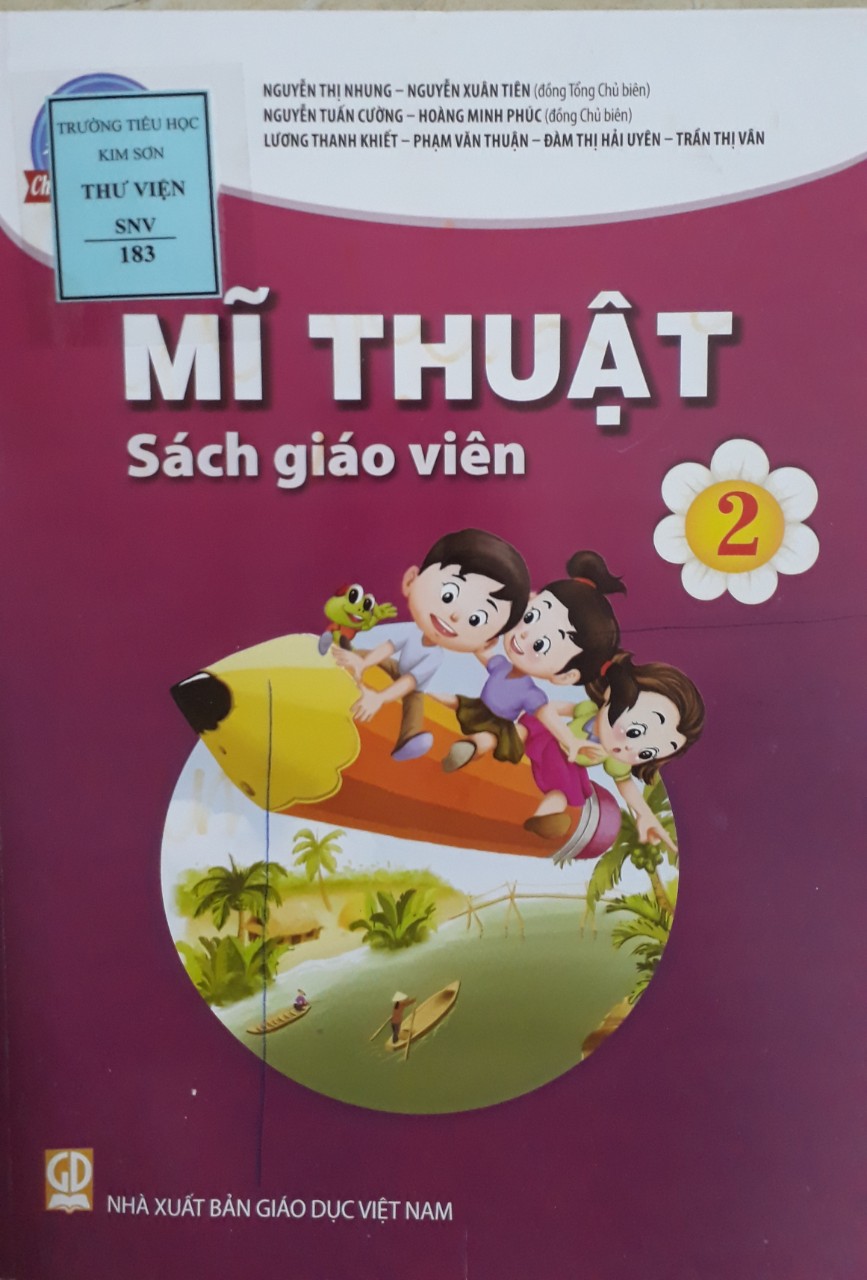 NGUYỄN THỊ NHUNG – NGUYỄN XUÂN TIÊN (đồng Tổng Chủ biên)
NGUYỄN TUẤN CƯỜNG – HOÀNG MINH PHÚC (đồng Chủ biên)
LƯƠNG THANH KHIẾT – PHẠM VĂN THUẬN – ĐÀM THỊ HẢI UYÊN – TRẦN THỊ VÂN
TRƯỜNG TIÊU HỌC
KIM SƠN
THƯ VIỆN
SNV
183
Ch
MĨ THUẬT
Sách giáo viên
2
GD
NHÀ XUẤT BẢN GIÁO DỤC VIỆT NAM